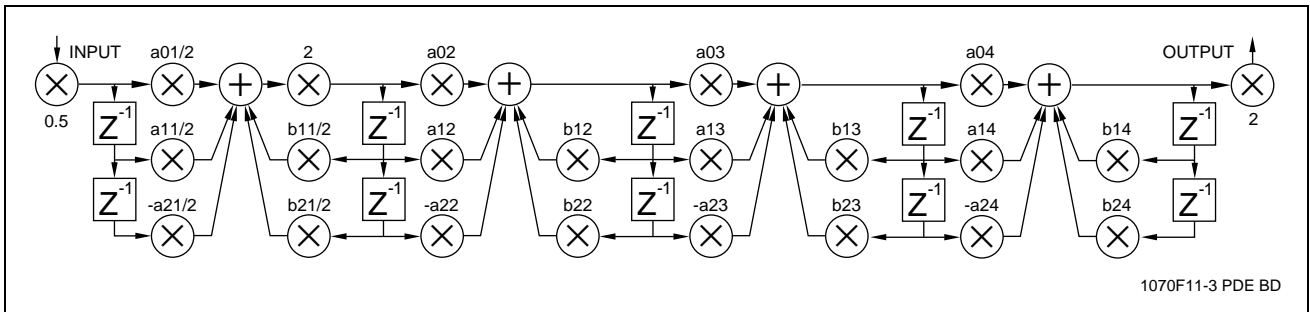 INPUT a01/2 2 a02 a03 a04 OUTPUT
0.5 Z-1 Z-1 Z-1 Z-1 Z-1 2
a11/2 b11/2 a12 b12 a13 b13 a14 b14
Z-1 Z-1 Z-1 Z-1 Z-1
-a21/2 b21/2 -a22 b22 -a23 b23 -a24 b24
1070F11-3 PDE BD